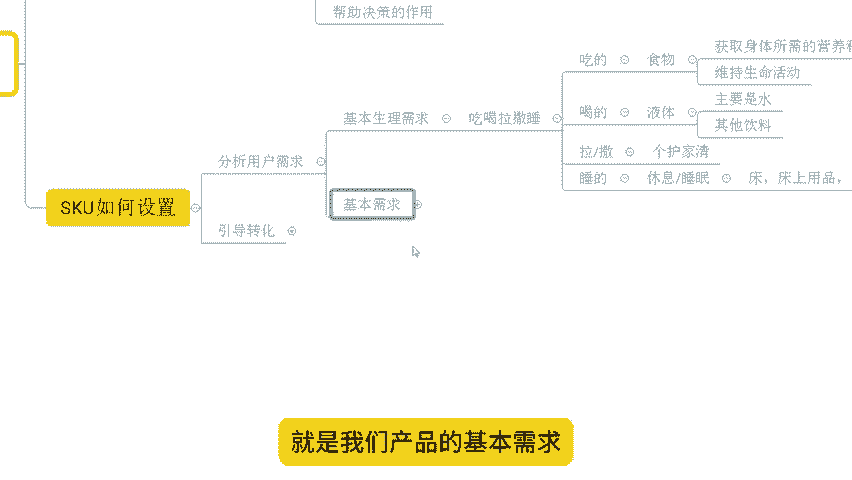 帮助决策的作用
吃的 食物 获取身体所需的营养
维持生命活动
基本生理需求 吃喝拉撒睡 喝的 液体 主要是水
其他饮料
拉/撒 个护家清
分析用户需求
睡的 休息/睡眠 床，床上用品，
SKU如何设置 基本需求
引导转化
就是我们产品的基本需求